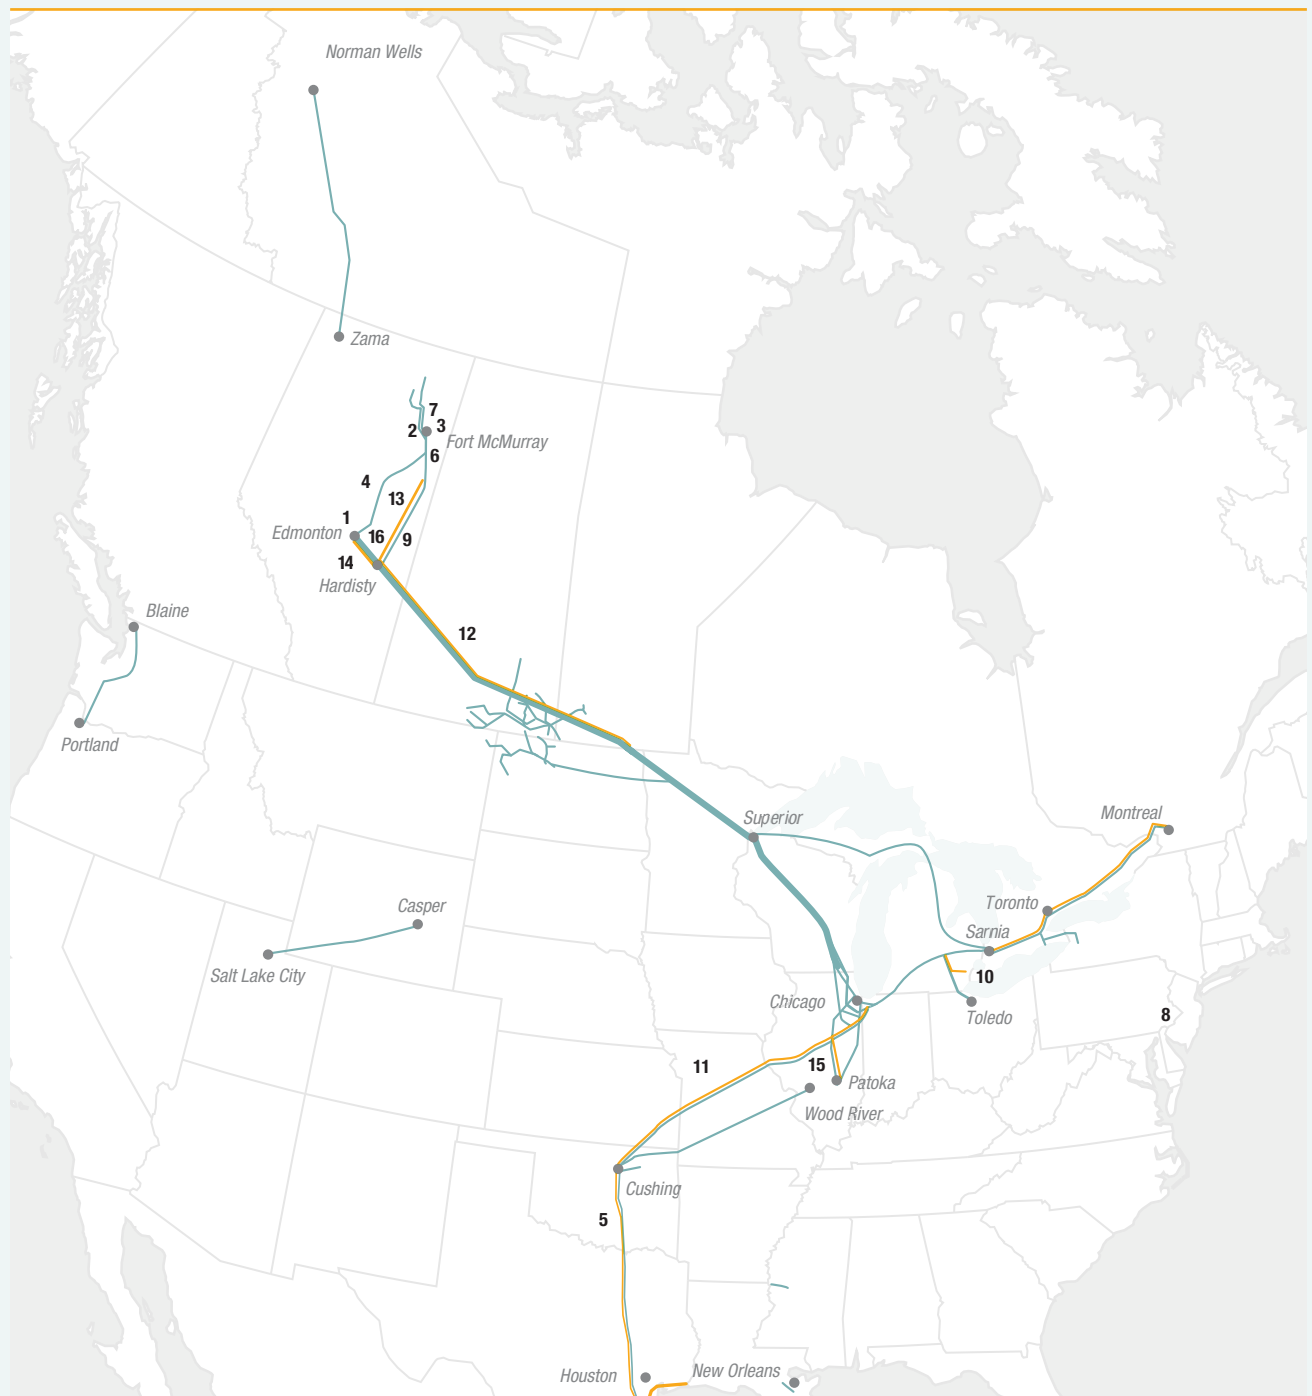 Norman Wells
Zama
7
3
2
Fort McMurray
6
4
13
1
Edmonton
16
9
14
Hardisty
Blaine
12
Portland
Superior
Montreal
Casper
Toronto
Sarnia
Salt Lake City
10
Chicago
Toledo
8
11
15
Patoka
Wood River
Cushing
5
Houston
New Orleans